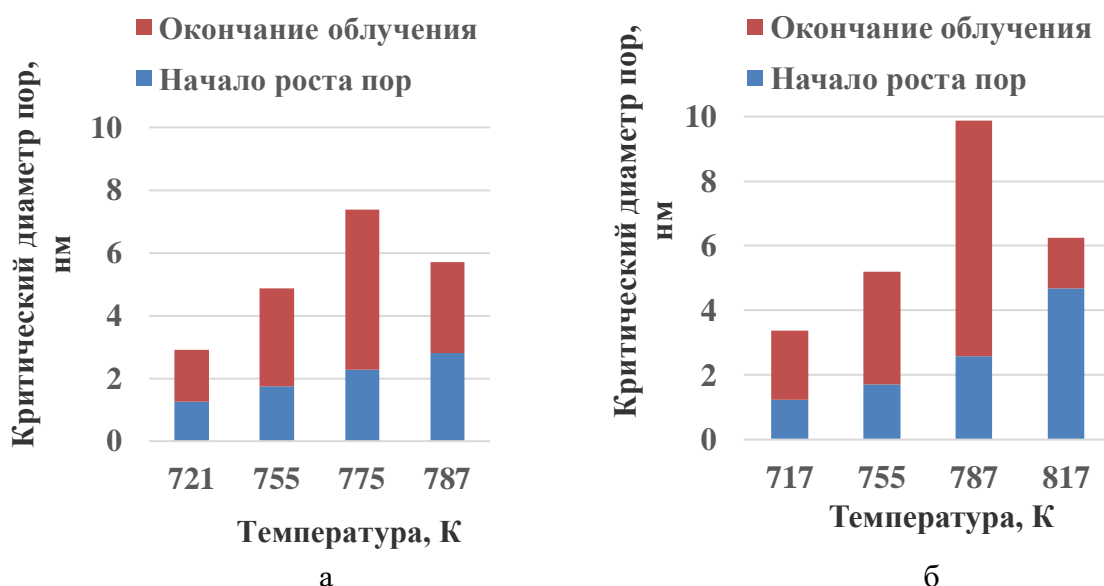 Окончание облучения
Начало роста пор
Критический диаметр пор,
нм
10
8
6
4
2
0
721 755 775 787
Температура, К
а
Окончание облучения
Начало роста пор
Критический диаметр пор,
нм
10
8
6
4
2
0
717 755 787 817
Температура, К
б